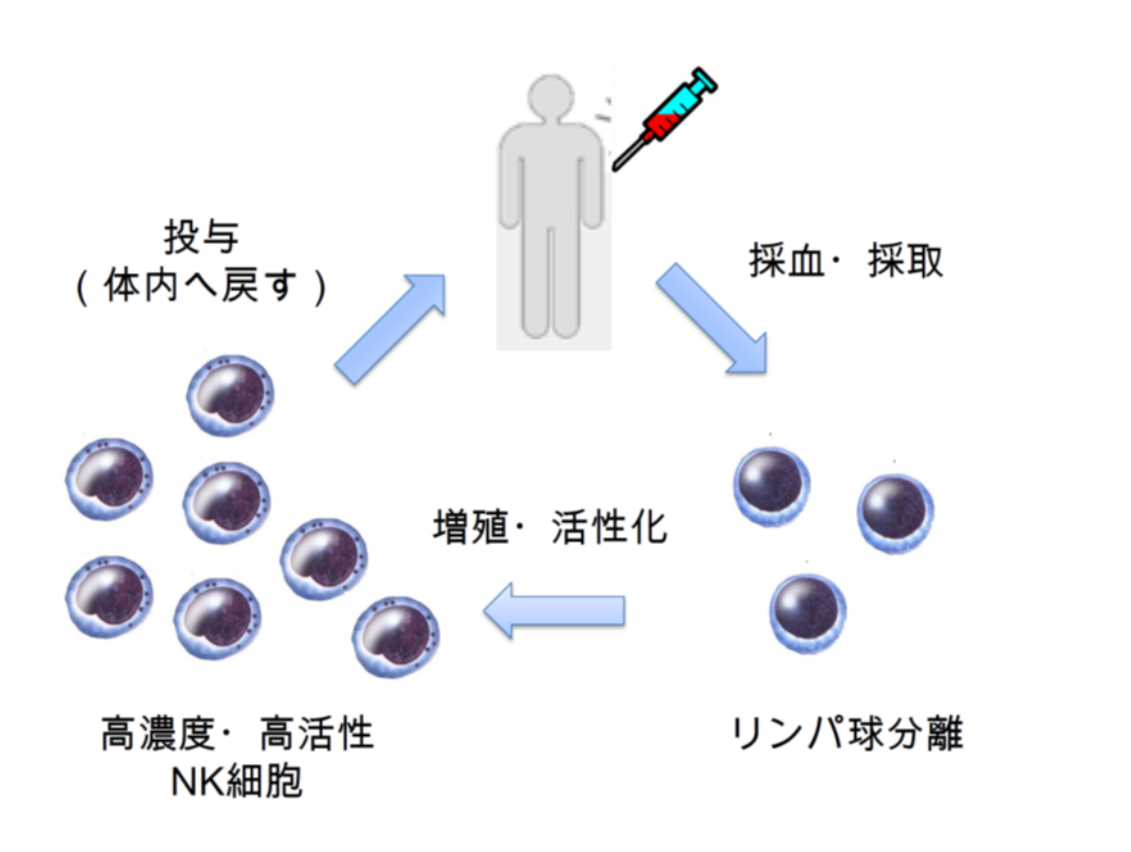 投与
（体内へ戻す）
採血・採取
増殖・活性化
高濃度・高活性
NK細胞
リンパ球分離